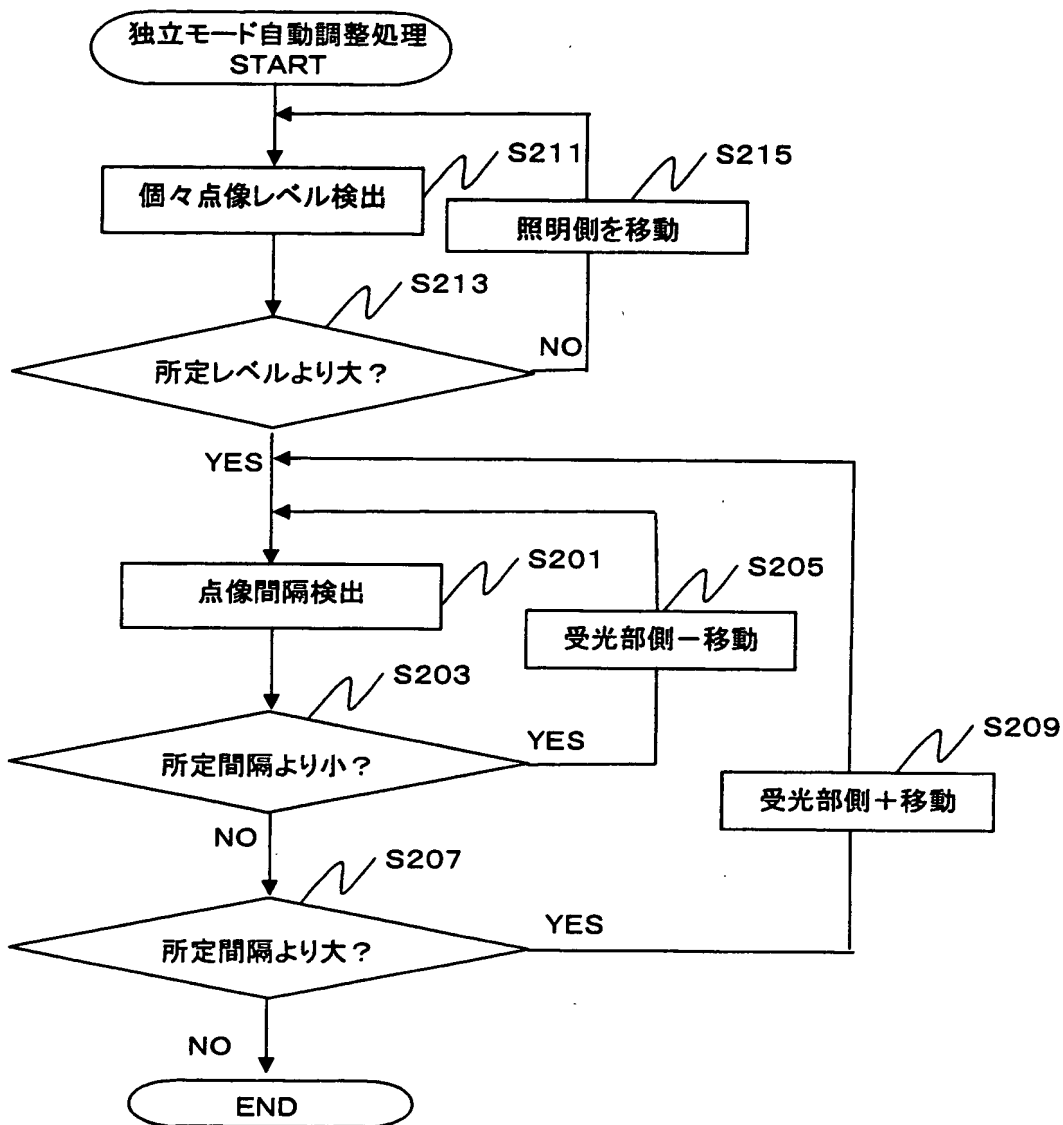 独立モード自動調整処理
START
S211
個々点像レベル検出
S215
照明側を移動
S213
所定レベルより大?
NO
YES
S201
点像間隔検出
S205
受光部側－移動
S203
所定間隔より小?
YES
S209
受光部側＋移動
NO
S207
所定間隔より大?
YES
NO
END